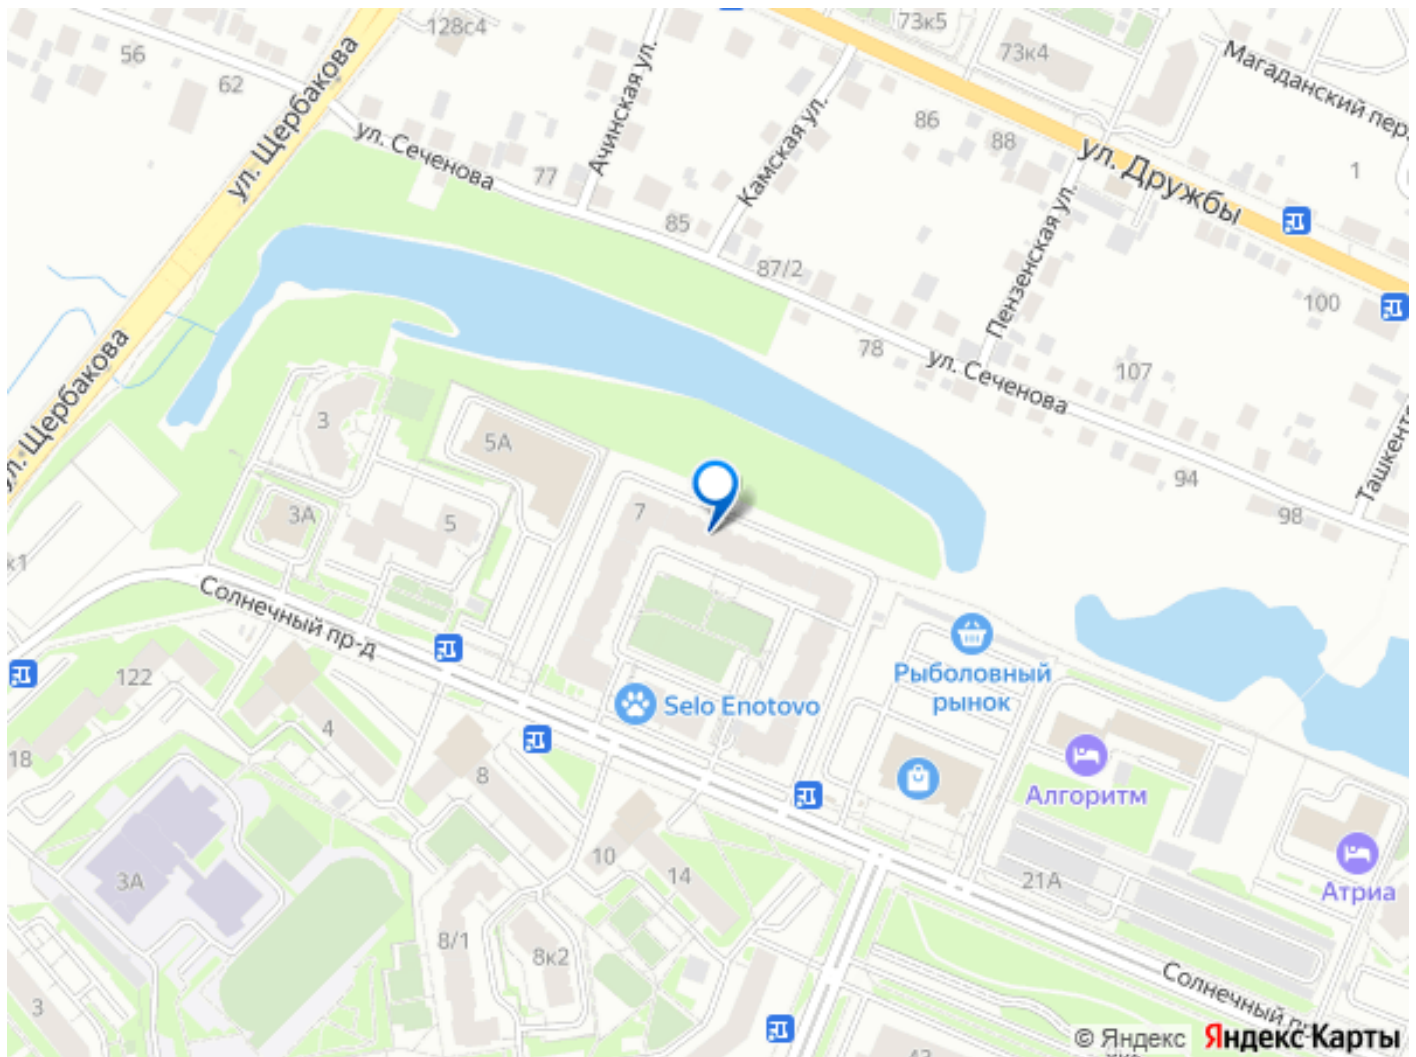 73к5
128с4
73к4
56
62
ул. Щербакова
Ачинская ул.
Камская ул.
Магаданский пер.
ул. Сеченова
86
88
ул. Дружбы
77
1
Пензенская ул.
85
87/2
100
78
ул. Сеченова
107
ул. Щербакова
3
5А
94
7
98
3А
5
к1
Солнечный пр-д
Рыболовный
рынок
122
Selo Enotovo
4
18
8
Алгоритм
10
14
3А
21А
Атриа
8/1
8к2
Солнечный
3
© Яндекс Яндекс Карты